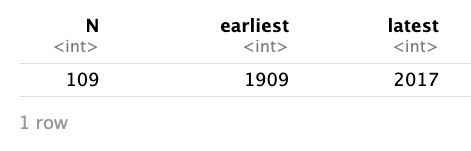 N earliest latest
<int> <int> <int>
109 1909 2017
1 row